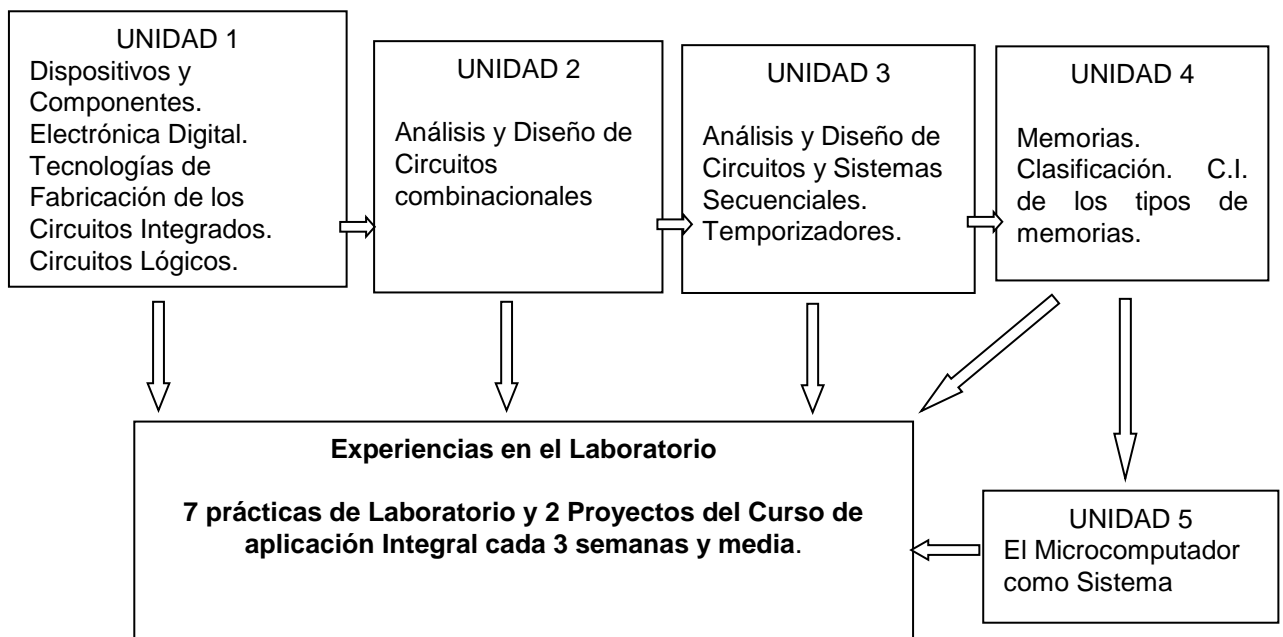 UNIDAD 1
Dispositivos y
Componentes.
Electrónica Digital.
Tecnologías de
Fabricación de los
Circuitos Integrados.
Circuitos Lógicos.
UNIDAD 2
Análisis y Diseño de
Circuitos
combinacionales
UNIDAD 3
Análisis y Diseño de
Circuitos y Sistemas
Secuenciales.
Temporizadores.
UNIDAD 4
Memorias.
Clasificación. C.I.
de los tipos de
memorias.
Experiencias en el Laboratorio
7 prácticas de Laboratorio y 2 Proyectos del Curso de
aplicación Integral cada 3 semanas y media.
UNIDAD 5
El Microcomputador
como Sistema